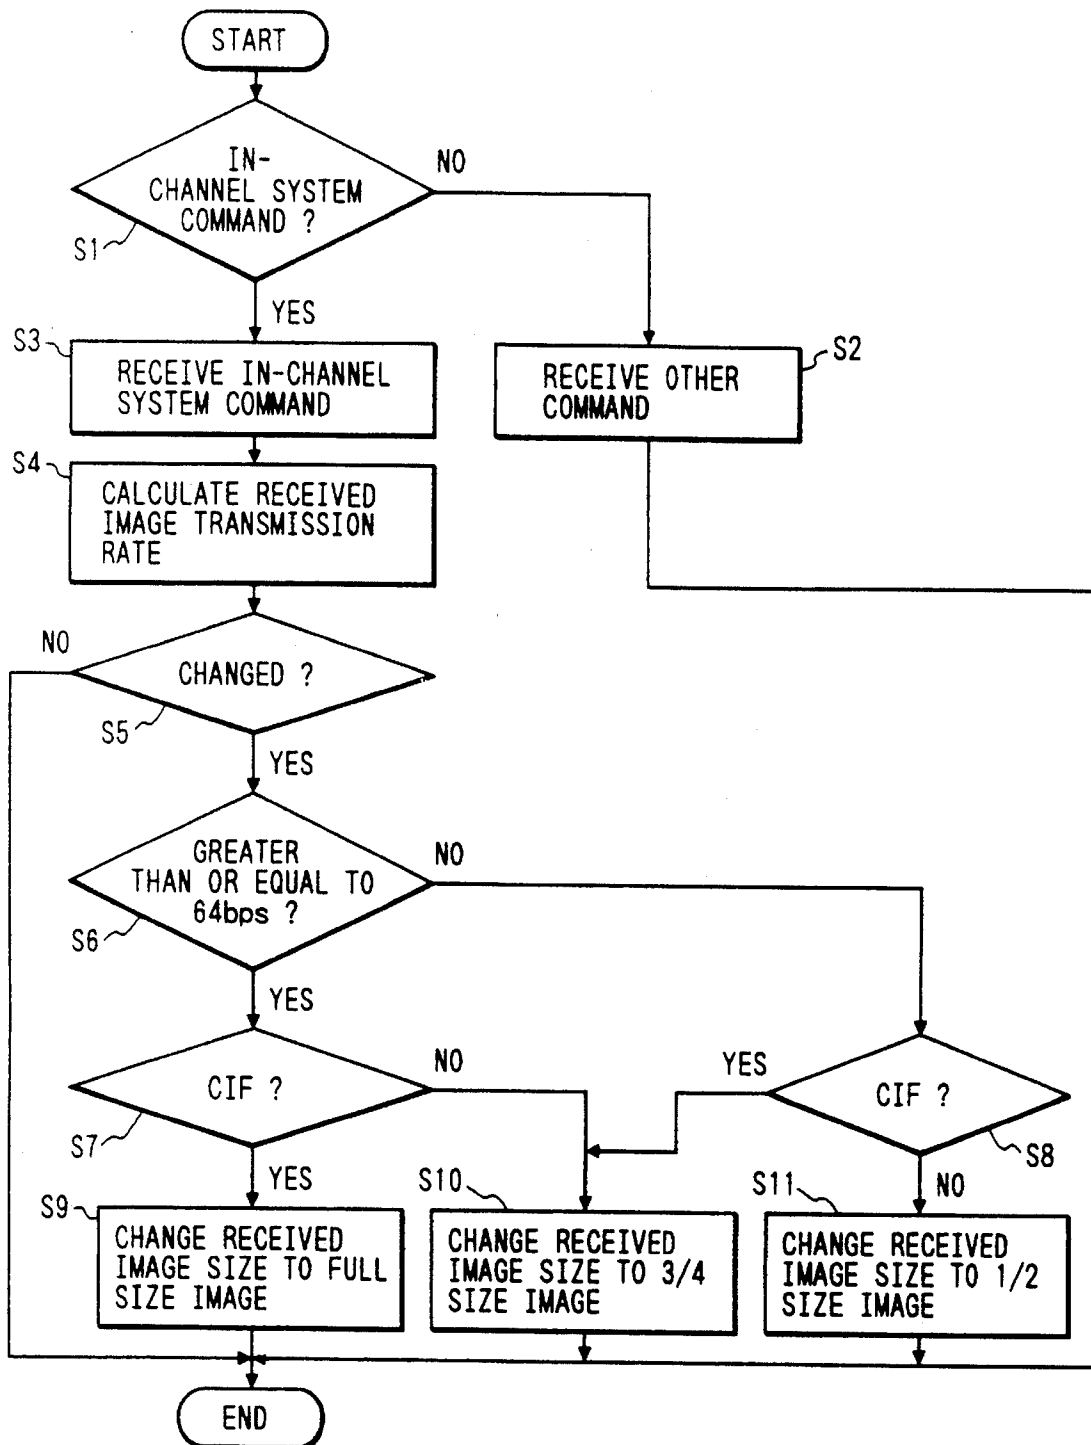 START
IN-
CHANNEL SYSTEM
COMMAND ?
NO
S1
YES
S3
RECEIVE IN-CHANNEL
SYSTEM COMMAND
S2
RECEIVE OTHER
COMMAND
S4
CALCULATE RECEIVED
IMAGE TRANSMISSION
RATE
NO
CHANGED ?
S5
YES
GREATER
THAN OR EQUAL TO
64bps ?
NO
S6
YES
CIF ?
NO
S7
YES
YES
CIF ?
S8
NO
S9
CHANGE RECEIVED
IMAGE SIZE TO FULL
SIZE IMAGE
S10
CHANGE RECEIVED
IMAGE SIZE TO 3/4
SIZE IMAGE
S11
CHANGE RECEIVED
IMAGE SIZE TO 1/2
SIZE IMAGE
END